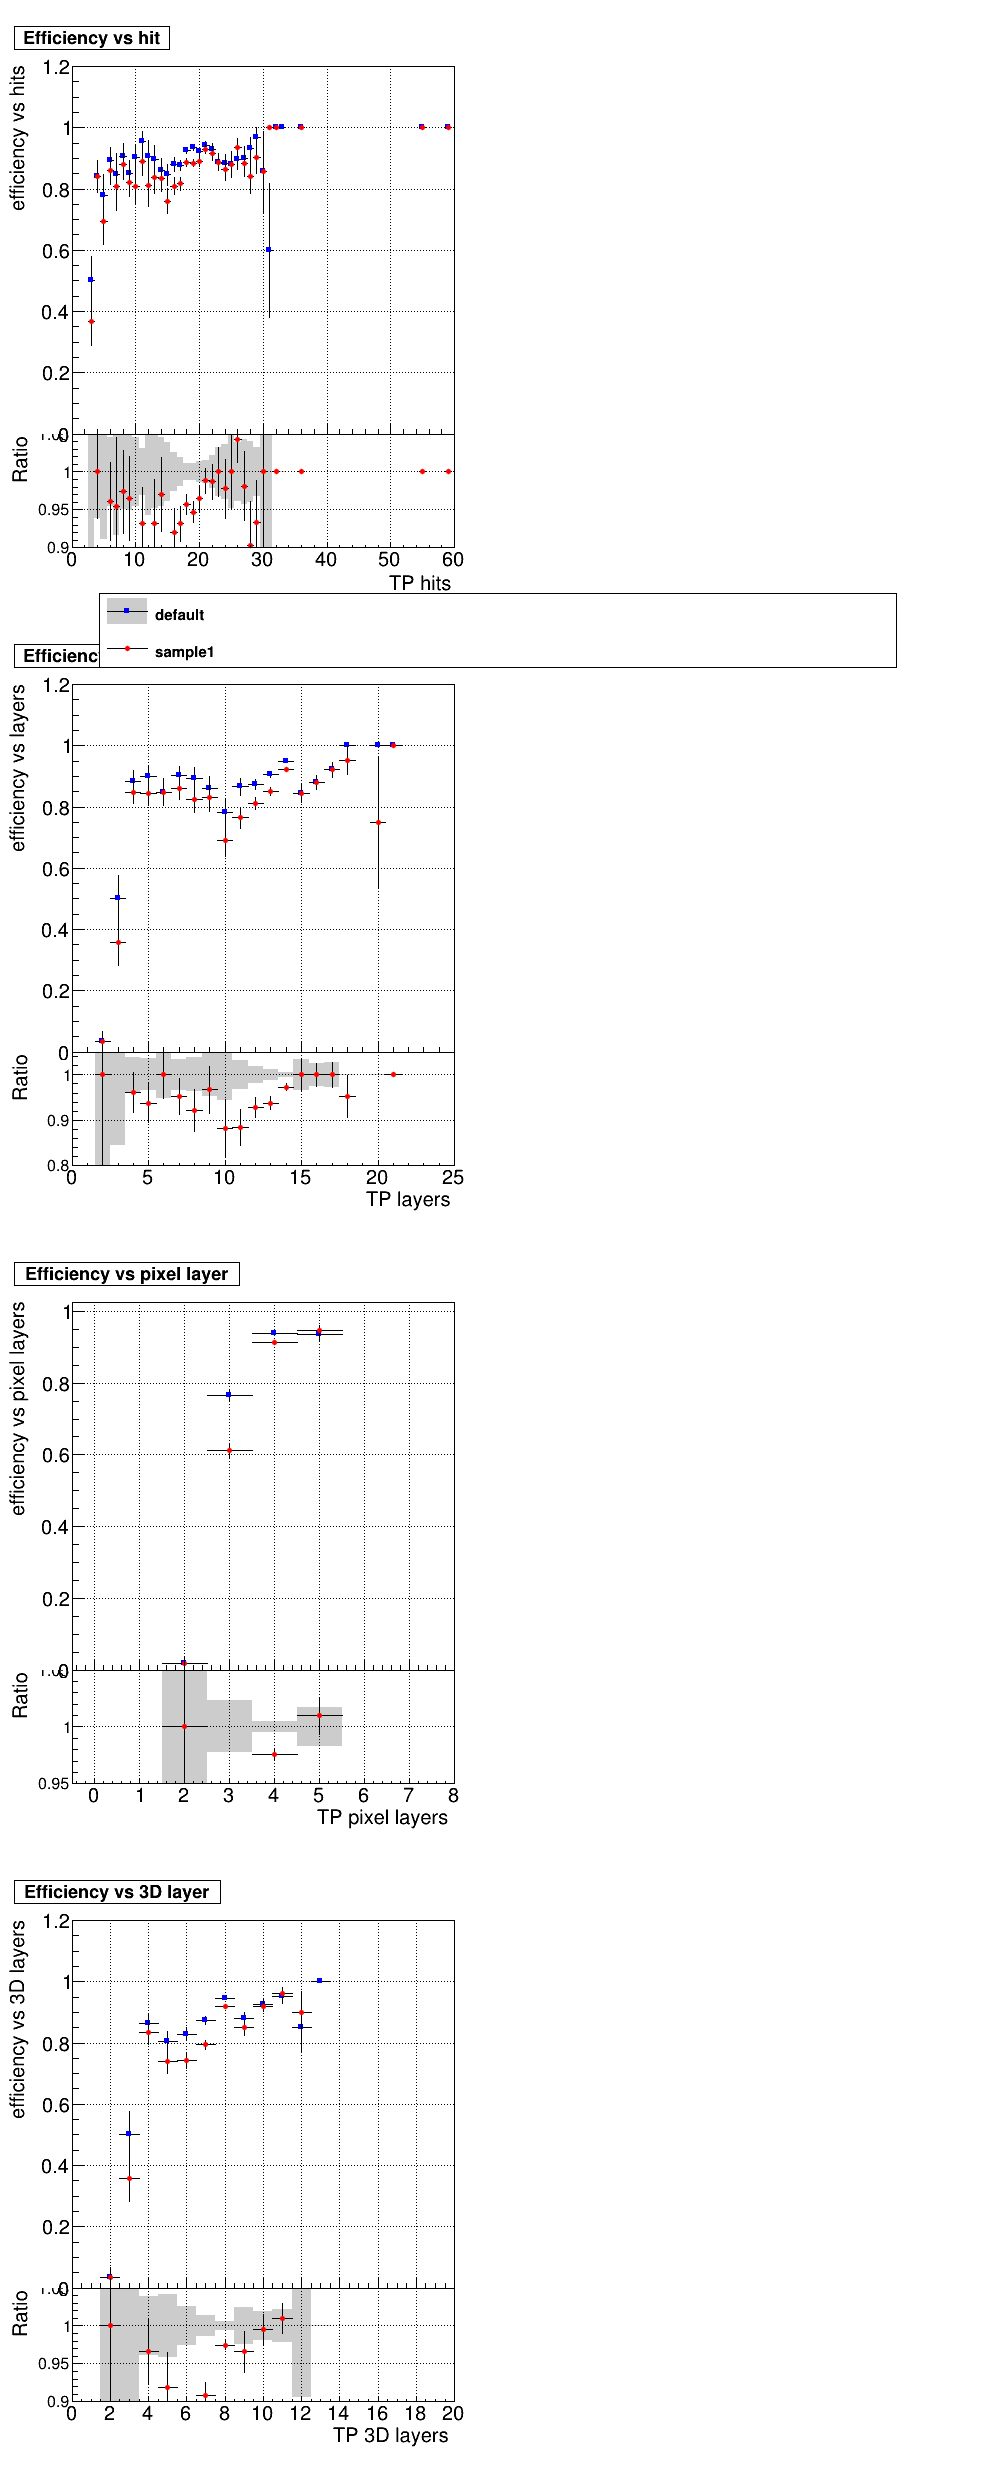 Efficiency vs hit
efficiency vs hits
1.2
1
0.8
0.6
0.4
0.2
0
Ratio
1
0.95
0.9
0 10 20 30 40 50 60
TP hits
default
sample1
Efficienc
efficiency vs layers
1.2
1
0.8
0.6
0.4
0.2
0
Ratio
1
0.9
0.8
0 5 10 15 20 25
TP layers
Efficiency vs pixel layer
efficiency vs pixel layers
1
0.8
0.6
0.4
0.2
0
Ratio
1
0.95
0 1 2 3 4 5 6 7 8
TP pixel layers
Efficiency vs 3D layer
efficiency vs 3D layers
1.2
1
0.8
0.6
0.4
0.2
0
Ratio
1
0.95
0.9
0 2 4 6 8 10 12 14 16 18 20
TP 3D layers